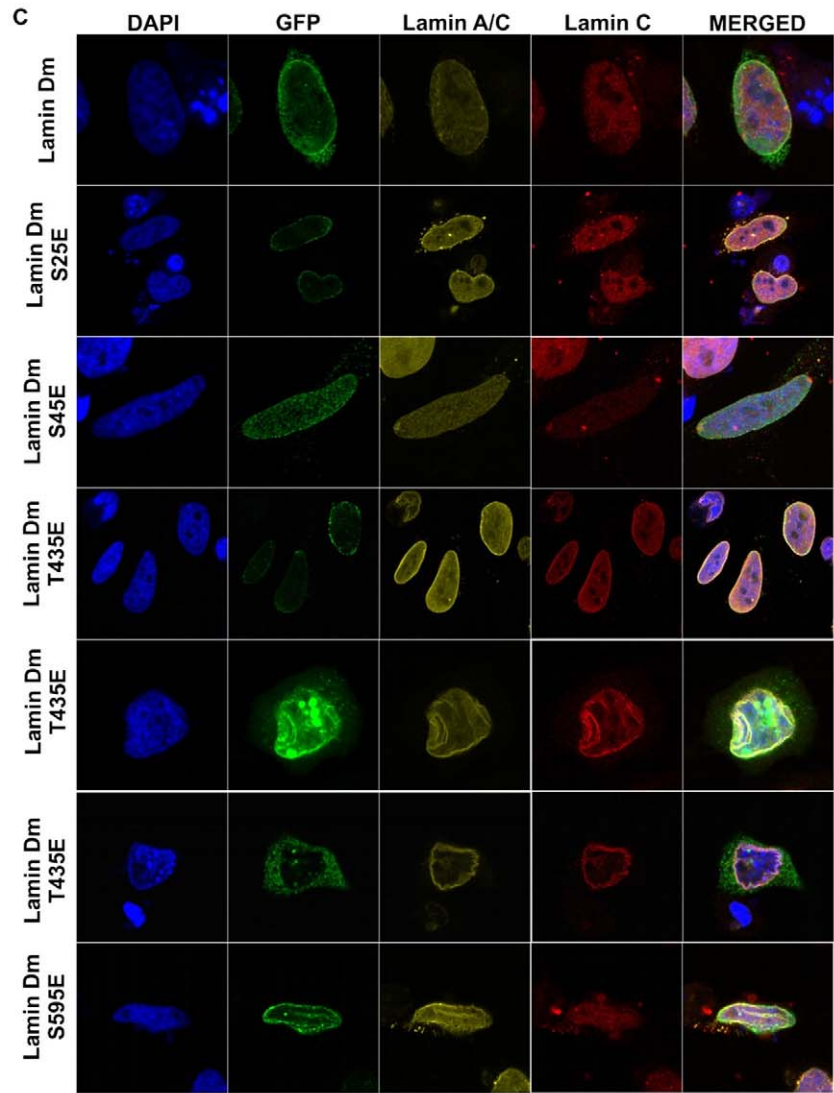 C
DAPI GFP Lamin A/C Lamin C MERGED
Lamin Dm
Lamin Dm
S25E
Lamin Dm
S45E
Lamin Dm
T435E
Lamin Dm
T435E
Lamin Dm
T435E
Lamin Dm
S595E